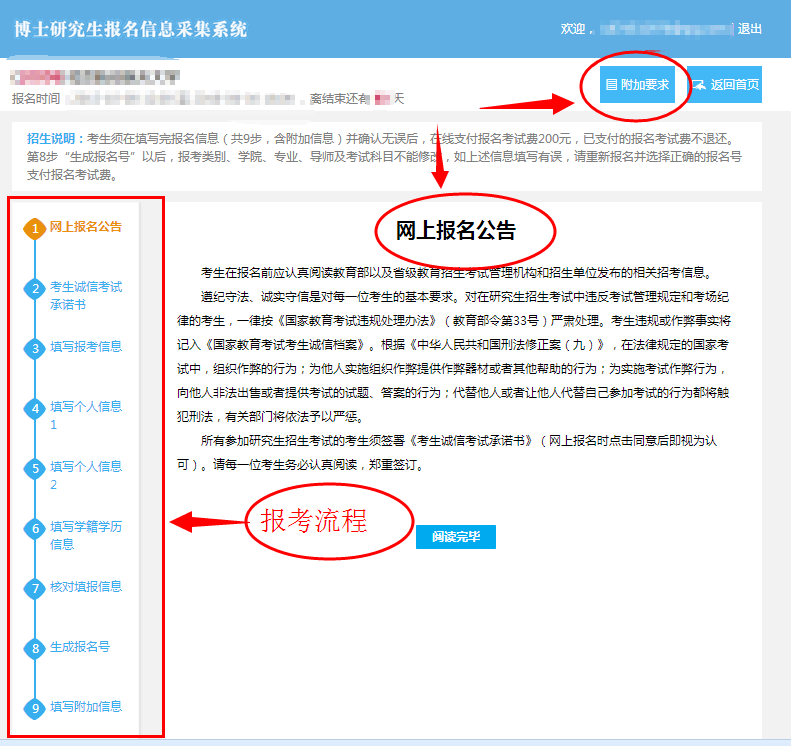 博士研究生报名信息采集系统
欢迎，
退出
报名时间
离结束还有
天
附加要求
返回首页
招生说明：考生须在填写完报名信息（共9步，含附加信息）并确认无误后，在线支付报名考试费200元，已支付的报名考试费不退还。
第8步“生成报名号”以后，报考类别、学院、专业、导师及考试科目不能修改，如上述信息填写有误，请重新报名并选择正确的报名号
支付报名考试费。
1 网上报名公告
2 考生诚信考试
承诺书
3 填写报考信息
4 填写个人信息
1
5 填写个人信息
2
6 填写学籍学历
信息
7 核对填报信息
8 生成报名号
9 填写附加信息
网上报名公告
考生在报名前应认真阅读教育部以及省级教育招生考试管理机构和招生单位发布的相关招考信息。
遵纪守法、诚实守信是对每一位考生的基本要求。对在研究生招生考试中违反考试管理规定和考场纪
律的考生，一律按《国家教育考试违规处理办法》（教育部令第33号）严肃处理。考生违规或作弊事实将
记入《国家教育考试考生诚信档案》。根据《中华人民共和国刑法修正案（九）》，在法律规定的国家考
试中，组织作弊的行为；为他人实施组织作弊提供作弊器材或者其他帮助的行为；为实施考试作弊行为，
向他人非法出售或者提供考试的试题、答案的行为；代替他人或者让他人代替自己参加考试的行为都将触
犯刑法，有关部门将依法予以严惩。
所有参加研究生招生考试的考生须签署《考生诚信考试承诺书》（网上报名时点击同意后即视为认
可）。请每一位考生务必认真阅读，郑重签订。
报考流程
阅读完毕